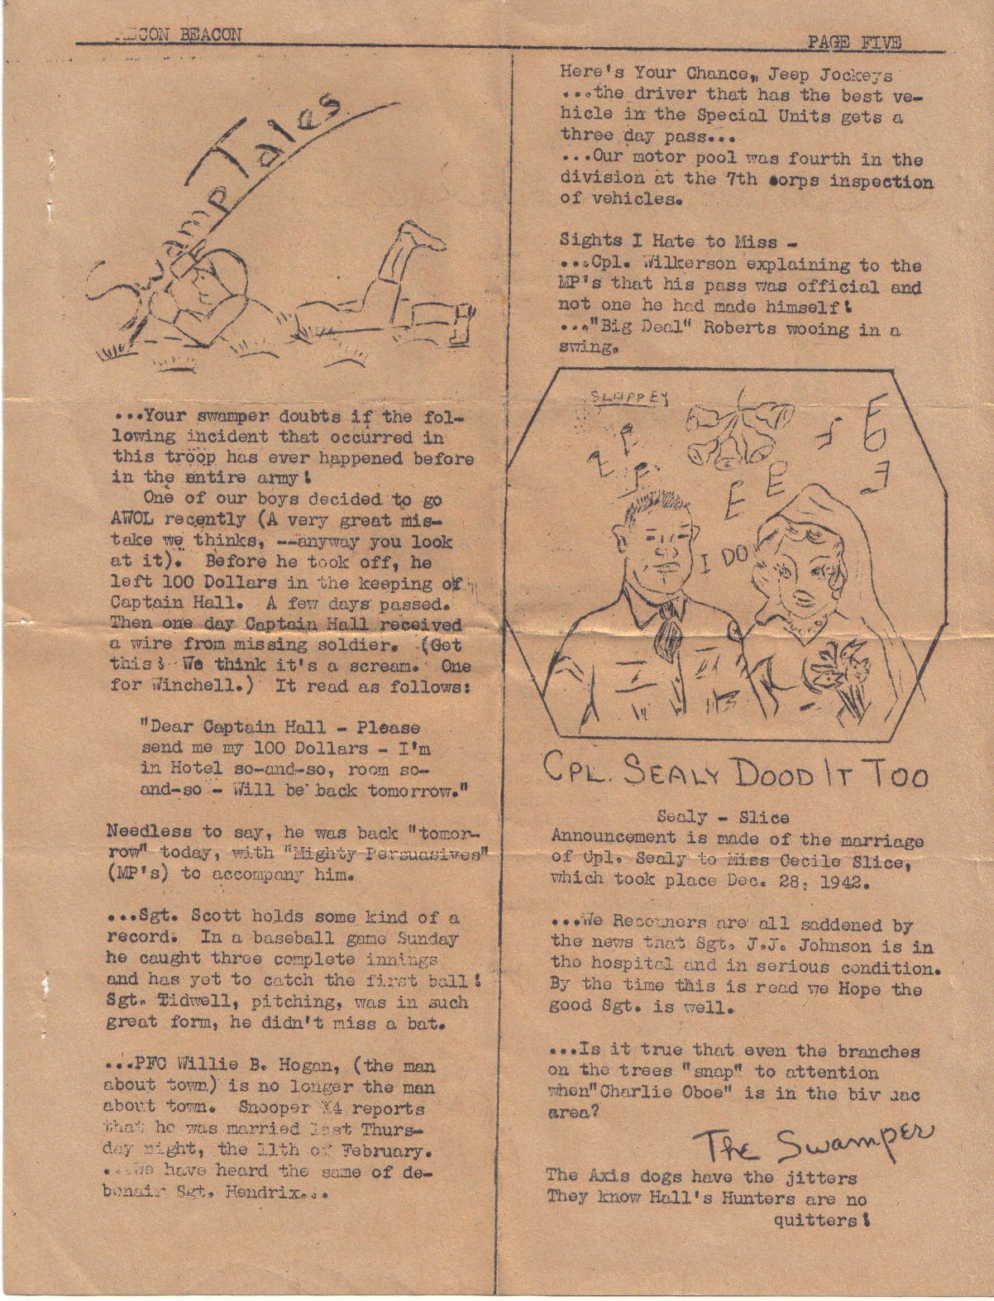 RECON BEACON
PAGE FIVE
Swamp Tales
...Your swamper doubts if the fol-
lowing incident that occurred in
this troop has ever happened before
in the entire army!
One of our boys decided to go
AWOL recently (A very great mis-
take we thinks, --anyway you look
at it). Before he took off, he
left 100 Dollars in the keeping of
Captain Hall. A few days passed.
Then one day Captain Hall received
a wire from missing soldier. (Get
this! We think it's a scream. One
for Winchell.) It read as follows:
"Dear Captain Hall - Please
send me my 100 Dollars - I'm
in Hotel so-and-so, room so-
and-so - Will be back tomorrow."
Needless to say, he was back "tomor-
row" today, with "Mighty Persuasives"
(MP's) to accompany him.
...Sgt. Scott holds some kind of a
record. In a baseball game Sunday
he caught three complete innings
and has yet to catch the first ball!
Sgt. Tidwell, pitching, was in such
great form, he didn't miss a bat.
...PFC Willie B. Hogan, (the man
about town) is no longer the man
about town. Snooper X4 reports
that he was married last Thurs-
day night, the 11th of February.
...We have heard the same of de-
bonair Sgt. Hendrix...
Here's Your Chance, Jeep Jockeys
...the driver that has the best ve-
hicle in the Special Units gets a
three day pass...
...Our motor pool was fourth in the
division at the 7th corps inspection
of vehicles.
Sights I Hate to Miss -
...Cpl. Wilkerson explaining to the
MP's that his pass was official and
not one he had made himself!
..."Big Deal" Roberts wooing in a
swing.
SLUPPEY
I DO
CPL. SEALY DOOD IT TOO
Sealy - Slice
Announcement is made of the marriage
of Cpl. Sealy to Miss Cecile Slice,
which took place Dec. 28, 1942.
...We Reconners are all saddened by
the news that Sgt. J.J. Johnson is in
the hospital and in serious condition.
By the time this is read we Hope the
good Sgt. is well.
...Is it true that even the branches
on the trees "snap" to attention
when"Charlie Oboe" is in the bivouac
area?
The Swamper
The Axis dogs have the jitters
They know Hall's Hunters are no
quitters!